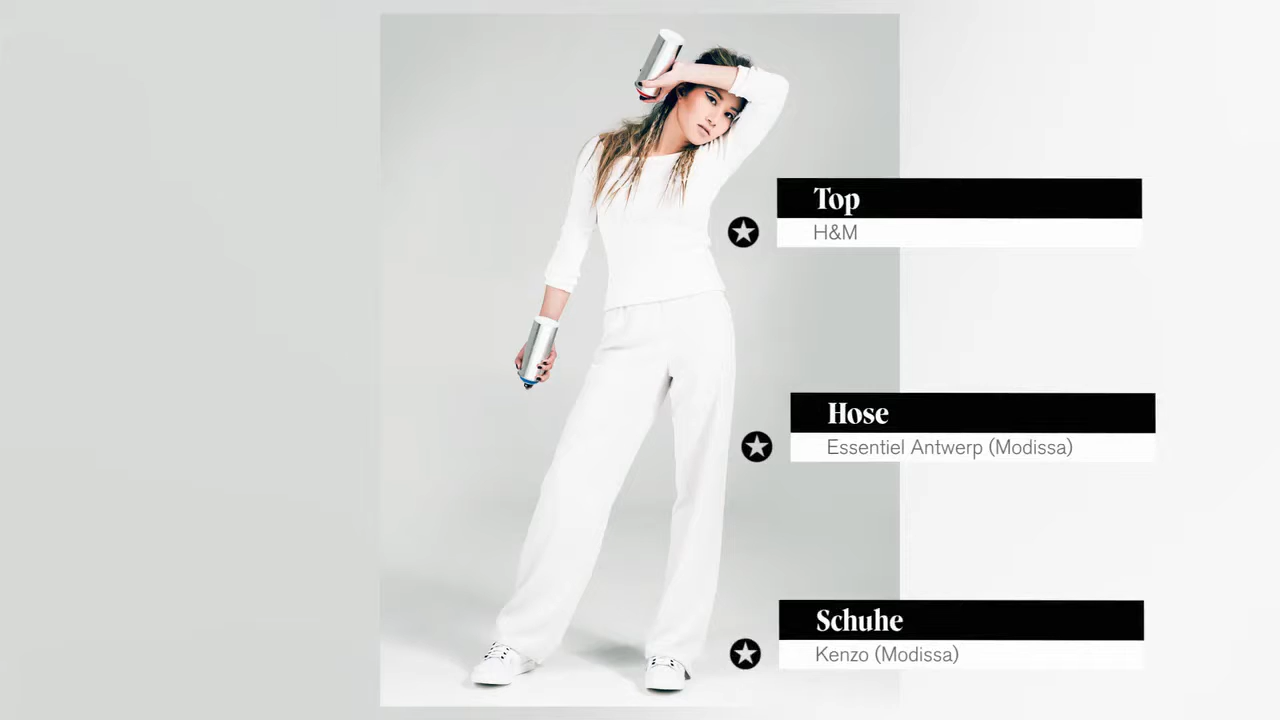 Top
H&M
Hose
Essentiel Antwerp (Modissa)
Schuhe
Kenzo (Modissa)